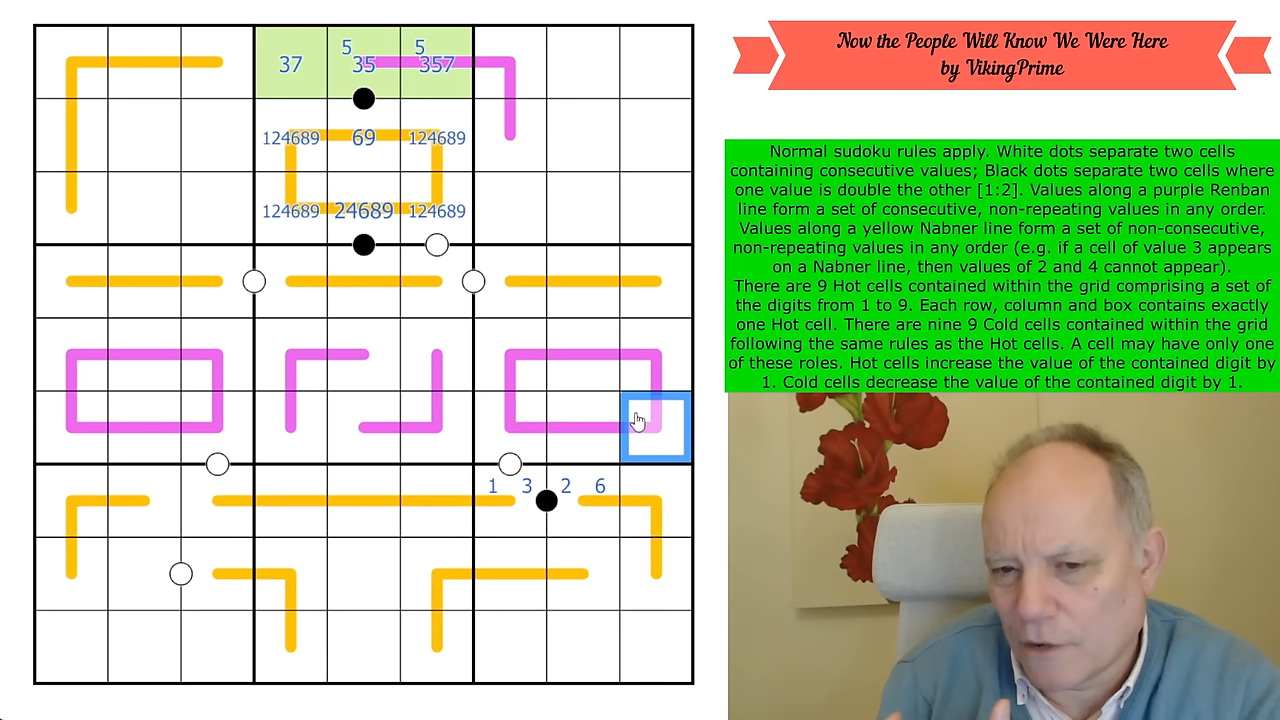 Now the People Will Know We Were Here
by VikingPrime
5 5
37 35 357
124689 69 124689
124689 24689 124689
1 3 2 6
Normal sudoku rules apply. White dots separate two cells
containing consecutive values; Black dots separate two cells where
one value is double the other [1:2]. Values along a purple Renban
line form a set of consecutive, non-repeating values in any order.
Values along a yellow Nabner line form a set of non-consecutive,
non-repeating values in any order (e.g. if a cell of value 3 appears
on a Nabner line, then values of 2 and 4 cannot appear).
There are 9 Hot cells contained within the grid comprising a set of
the digits from 1 to 9. Each row, column and box contains exactly
one Hot cell. There are nine 9 Cold cells contained within the grid
following the same rules as the Hot cells. A cell may have only one
of these roles. Hot cells increase the value of the contained digit by
1. Cold cells decrease the value of the contained digit by 1.